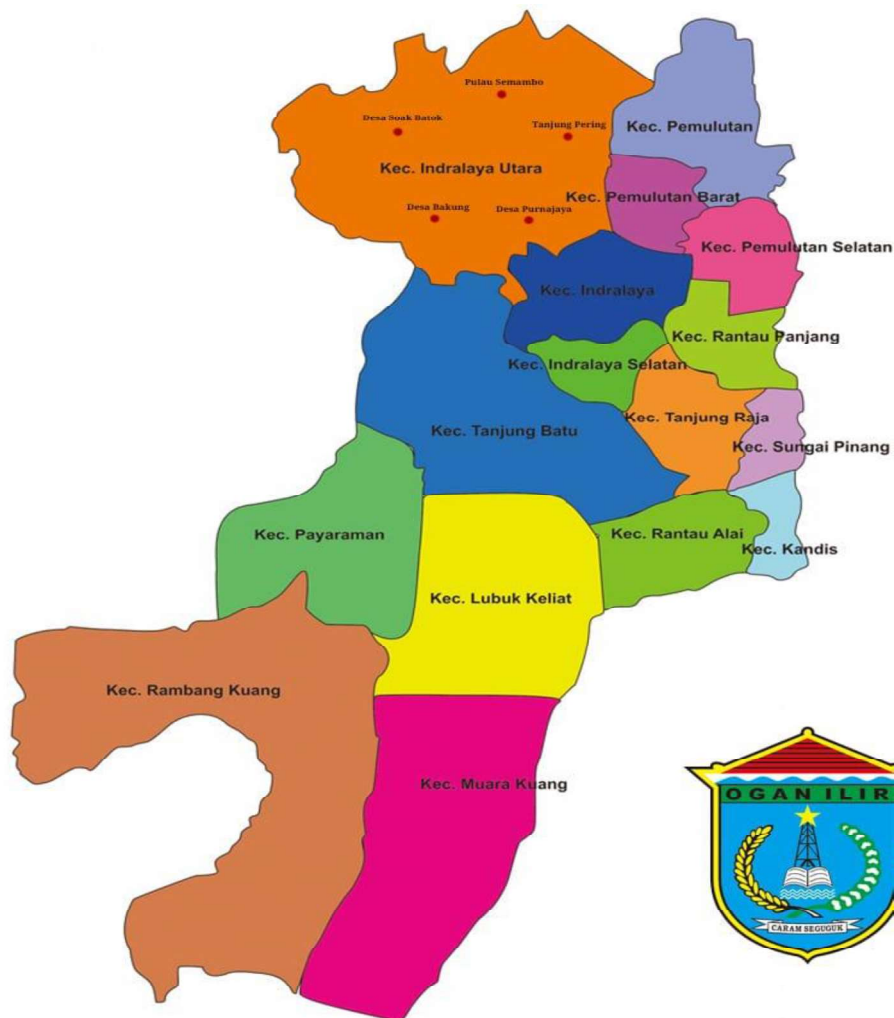 Pulau Semambo
Desa Soak Batok
Tanjung Pering
Kec. Pemulutan
Kec. Indralaya Utara
Kec. Pemulutan Barat
Desa Bakung
Desa Purnajaya
Kec. Pemulutan Selatan
Kec. Indralaya
Kec. Rantau Panjang
Kec. Indralaya Selatan
Kec. Tanjung Raja
Kec. Tanjung Batu
Kec. Sungai Pinang
Kec. Payaraman
Kec. Rantau Alai
Kec. Kandis
Kec. Lubuk Keliat
Kec. Rambang Kuang
Kec. Muara Kuang
OGAN ILIR
CARAM SEGUGUK